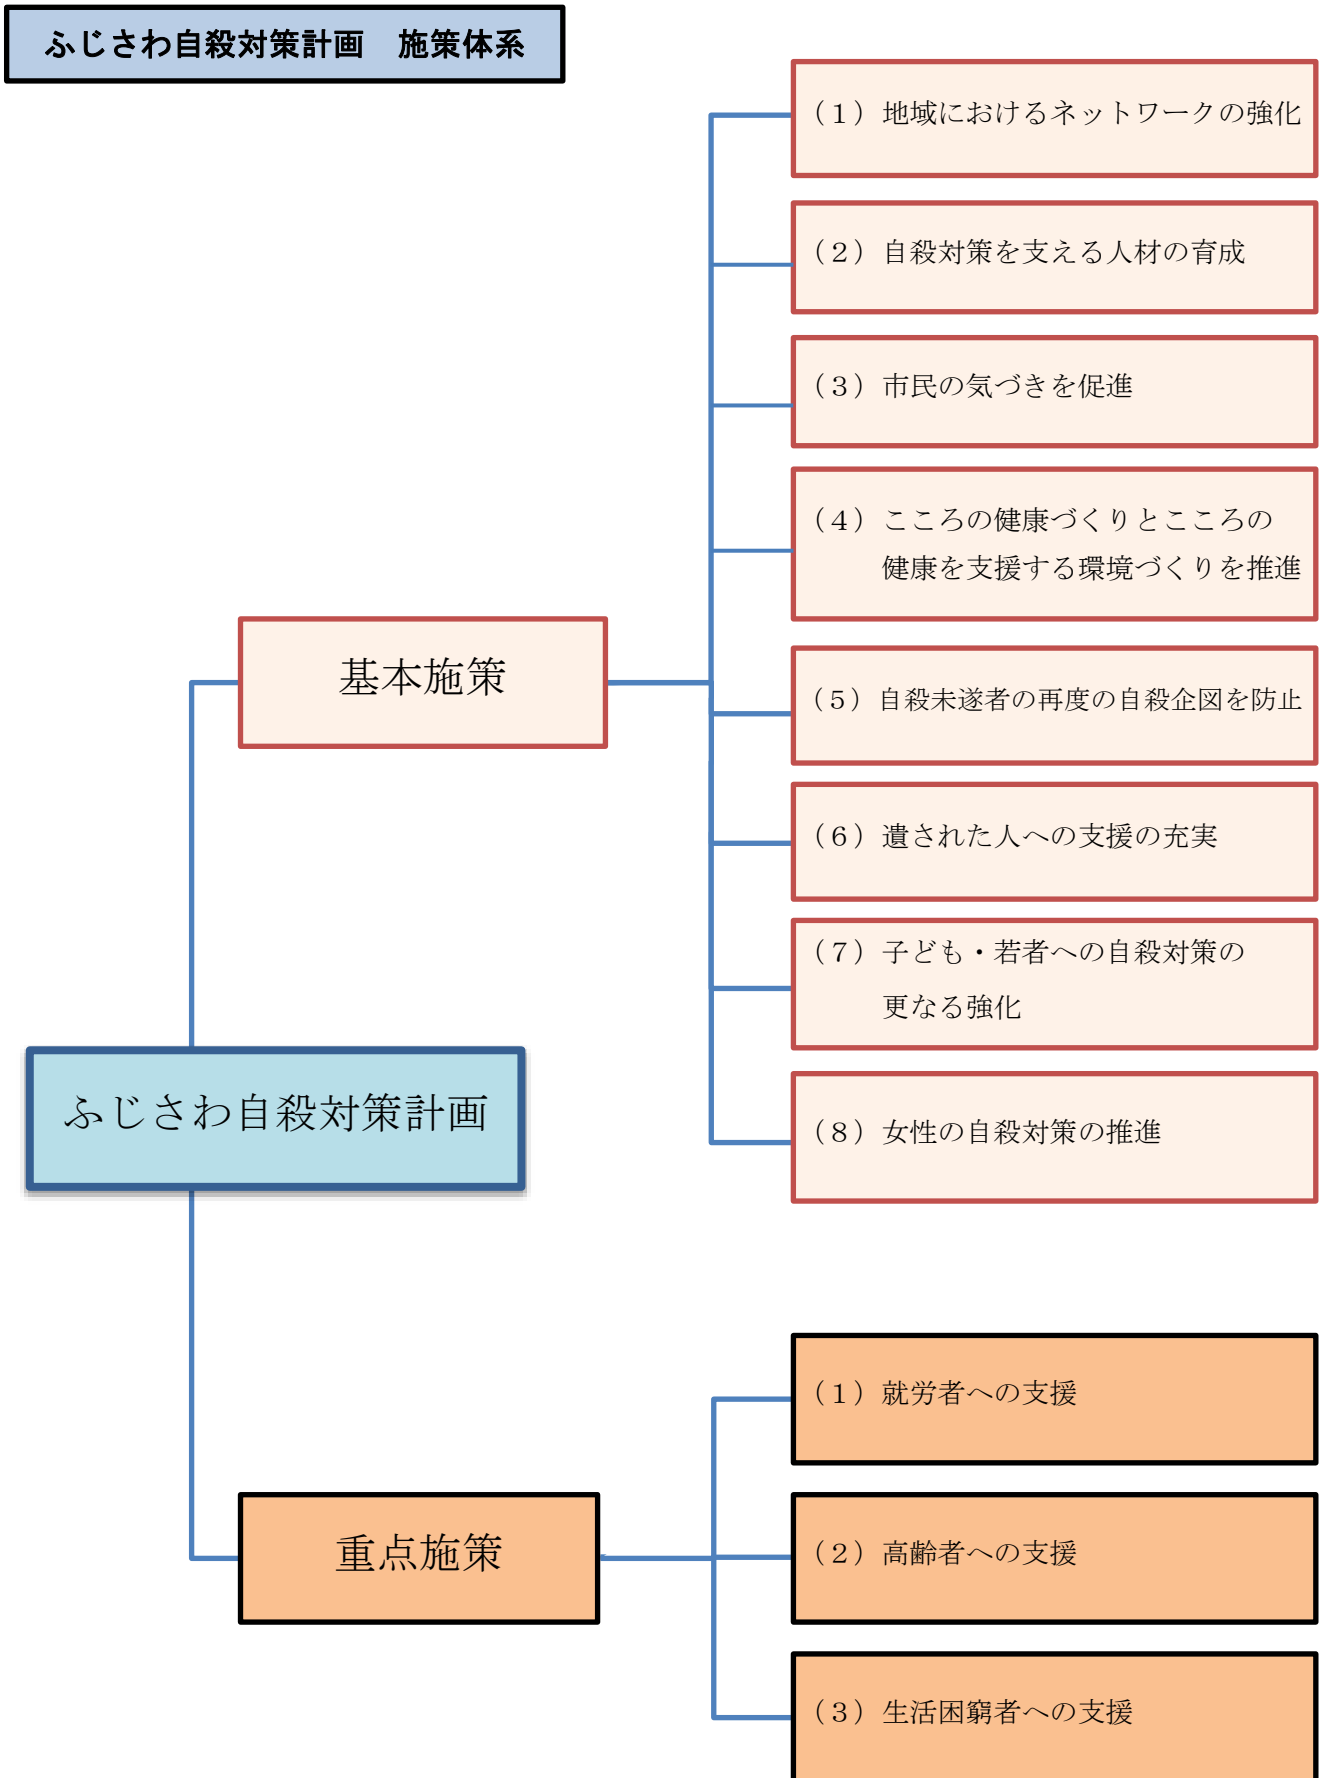 ふじさわ自殺対策計画　施策体系
（１）地域におけるネットワークの強化
（２）自殺対策を支える人材の育成
（３）市民の気づきを促進
（４）こころの健康づくりとこころの
健康を支援する環境づくりを推進
基本施策
（５）自殺未遂者の再度の自殺企図を防止
（６）遺された人への支援の充実
（７）子ども・若者への自殺対策の
更なる強化
ふじさわ自殺対策計画
（８）女性の自殺対策の推進
（１）就労者への支援
重点施策
（２）高齢者への支援
（３）生活困窮者への支援